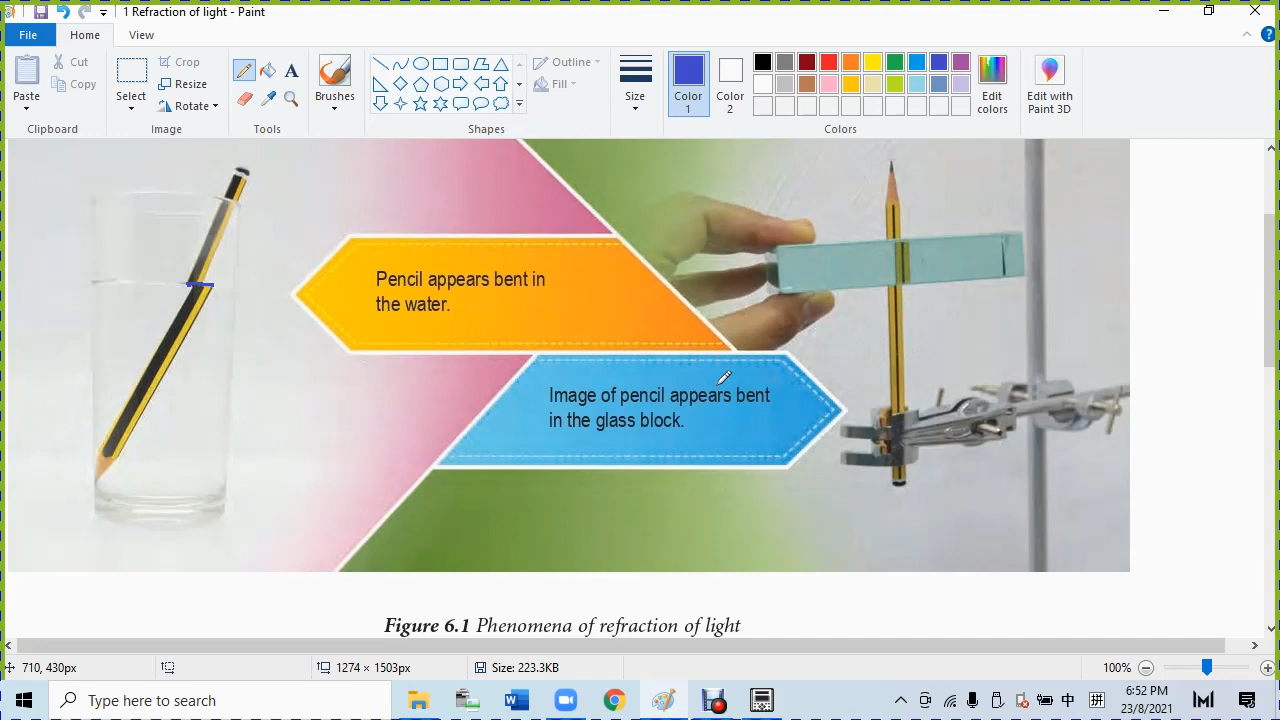 1 Refraction of light - Paint
File
Home
View
Paste
Cut
Copy
Clipboard
Select
Crop
Resize
Rotate
Image
A
Tools
Brushes
Shapes
Outline
Fill
Size
Color
1
Color
2
Colors
Edit
colors
Edit with
Paint 3D
Pencil appears bent in
the water.
Image of pencil appears bent
in the glass block.
Figure 6.1 Phenomena of refraction of light
710, 430px
1274 × 1503px
Size: 223.3KB
100%
Type here to search
中
拼
6:52 PM
23/8/2021